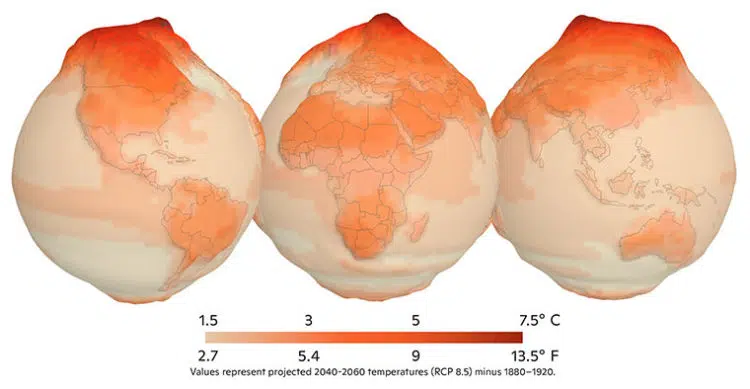 1.5 3 5 7.5° C
2.7 5.4 9 13.5° F
Values represent projected 2040-2060 temperatures (RCP 8.5) minus 1880–1920.